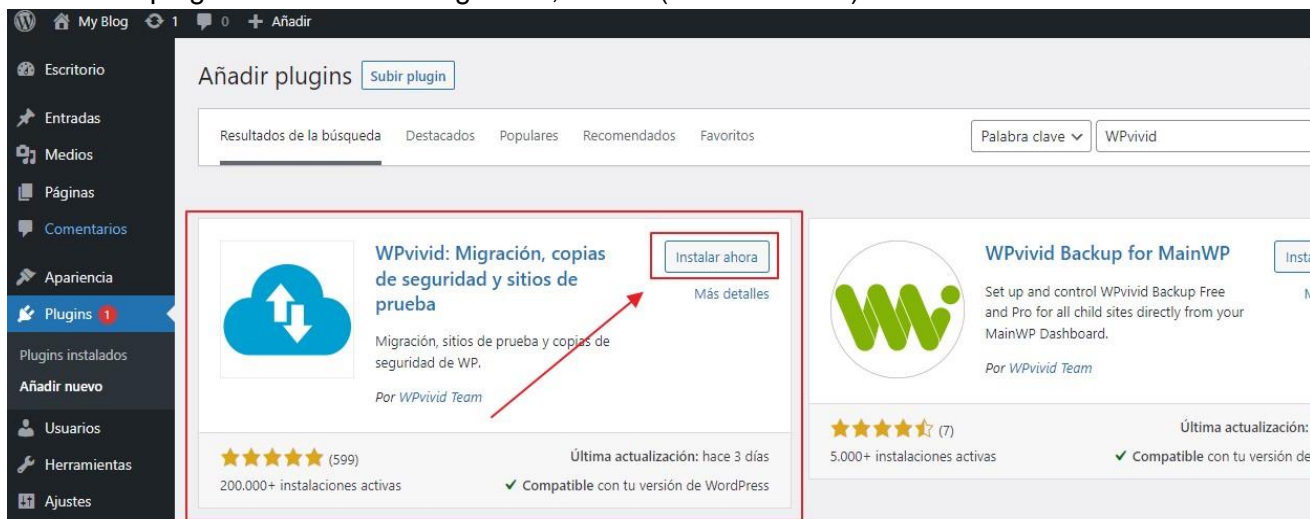 My Blog 1 0 + Añadir
Escritorio
Entradas
Medios
Páginas
Comentarios
Apariencia
Plugins 1
Plugins instalados
Añadir nuevo
Usuarios
Herramientas
Ajustes
Añadir plugins Subir plugin
Resultados de la búsqueda Destacados Populares Recomendados Favoritos Palabra clave WPvivid
WPvivid: Migración, copias
de seguridad y sitios de
prueba
Instalar ahora
Más detalles
Migración, sitios de prueba y copias de
seguridad de WP.
Por WPvivid Team
(599)
200.000+ instalaciones activas
Última actualización: hace 3 días
✓ Compatible con tu versión de WordPress
WPvivid Backup for MainWP
Set up and control WPvivid Backup Free
and Pro for all child sites directly from your
MainWP Dashboard.
Por WPvivid Team
(7)
5.000+ instalaciones activas
Última actualización:
✓ Compatible con tu versión de